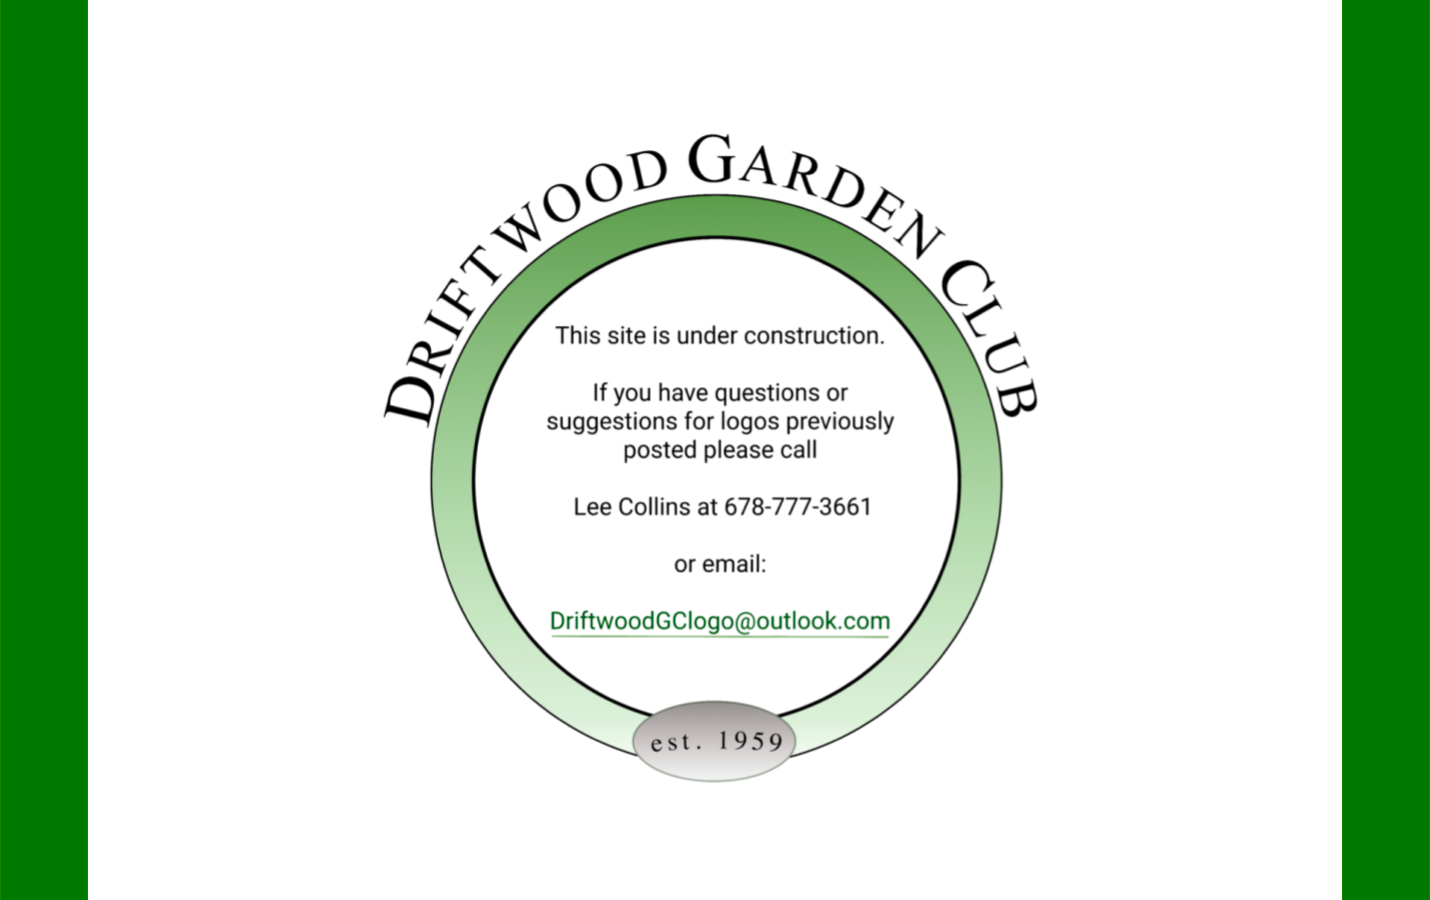 DRIFTWOOD GARDEN CLUB
This site is under construction.
If you have questions or
suggestions for logos previously
posted please call
Lee Collins at 678-777-3661
or email:
DriftwoodGClogo@outlook.com
est. 1959